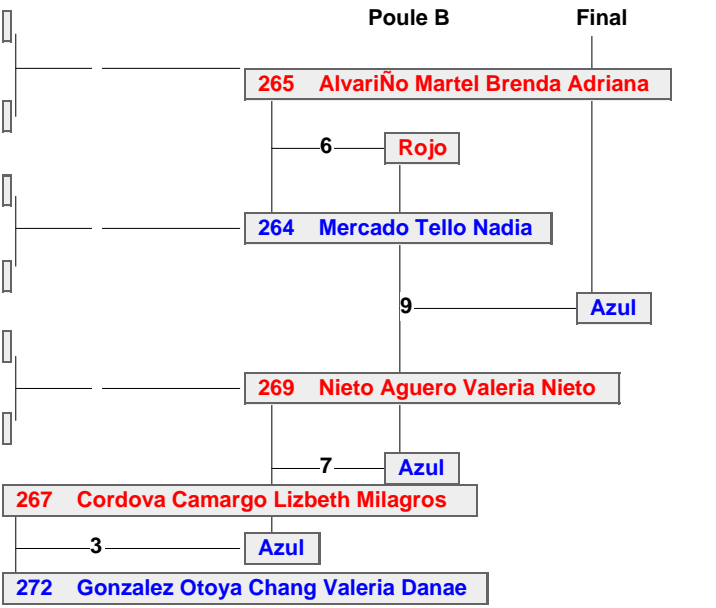 Poule B Final
265 AlvariÑo Martel Brenda Adriana
6 Rojo
264 Mercado Tello Nadia
9 Azul
269 Nieto Aguero Valeria Nieto
7 Azul
267 Cordova Camargo Lizbeth Milagros
3 Azul
272 Gonzalez Otoya Chang Valeria Danae